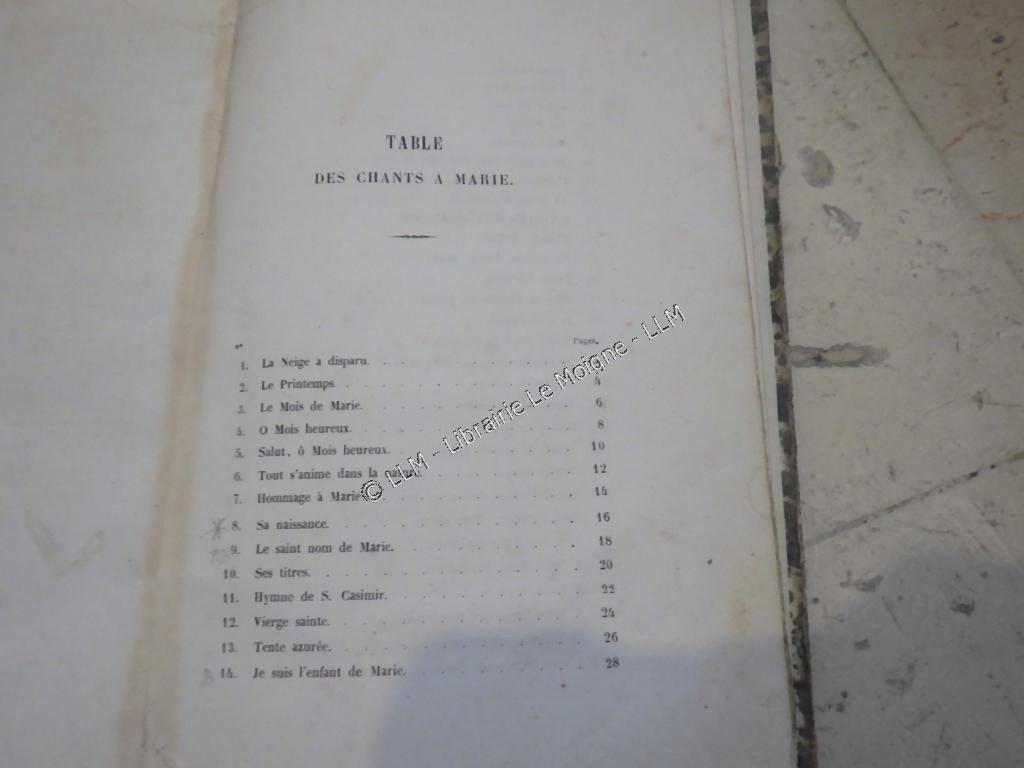 TABLE
DES CHANTS A MARIE.
Pages.
1. La Neige a disparu.
2. Le Printemps. 4
3. Le Mois de Marie. 6
4. O Mois heureux. 8
5. Salut, ô Mois heureux. 10
6. Tout s'anime dans la 12
7. Hommage à Marie 14
8. Sa naissance. 16
9. Le saint nom de Marie. 18
10. Ses titres. 20
11. Hymne de S. Casimir. 22
12. Vierge sainte. 24
13. Tente azurée. 26
14. Je suis l'enfant de Marie. 28
© LLM - Librairie Le Moigne - LLM